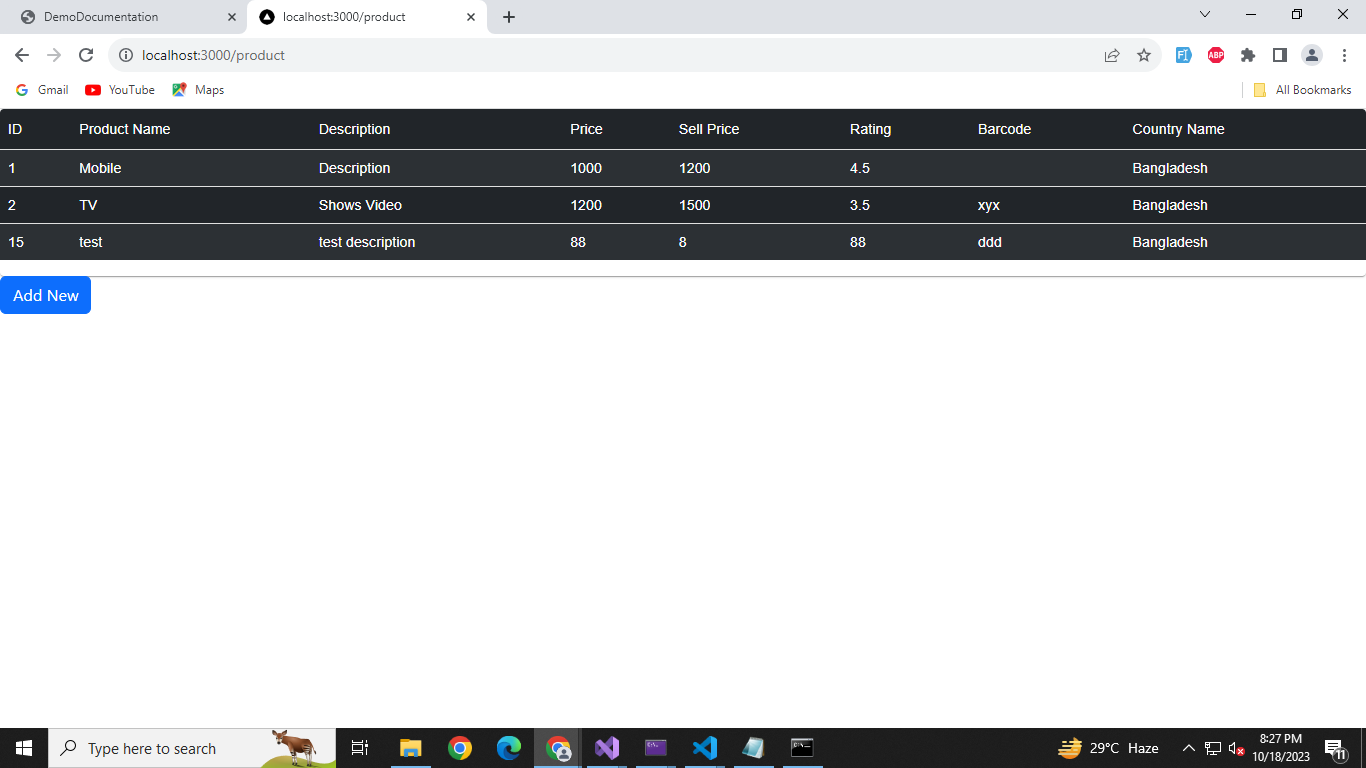 DemoDocumentation
localhost:3000/product
localhost:3000/product
ABP
Gmail YouTube Maps All Bookmarks
ID Product Name Description Price Sell Price Rating Barcode Country Name
1 Mobile Description 1000 1200 4.5 Bangladesh
2 TV Shows Video 1200 1500 3.5 xyx Bangladesh
15 test test description 88 8 88 ddd Bangladesh
Add New
Type here to search
29°C Haze
8:27 PM
10/18/2023
11